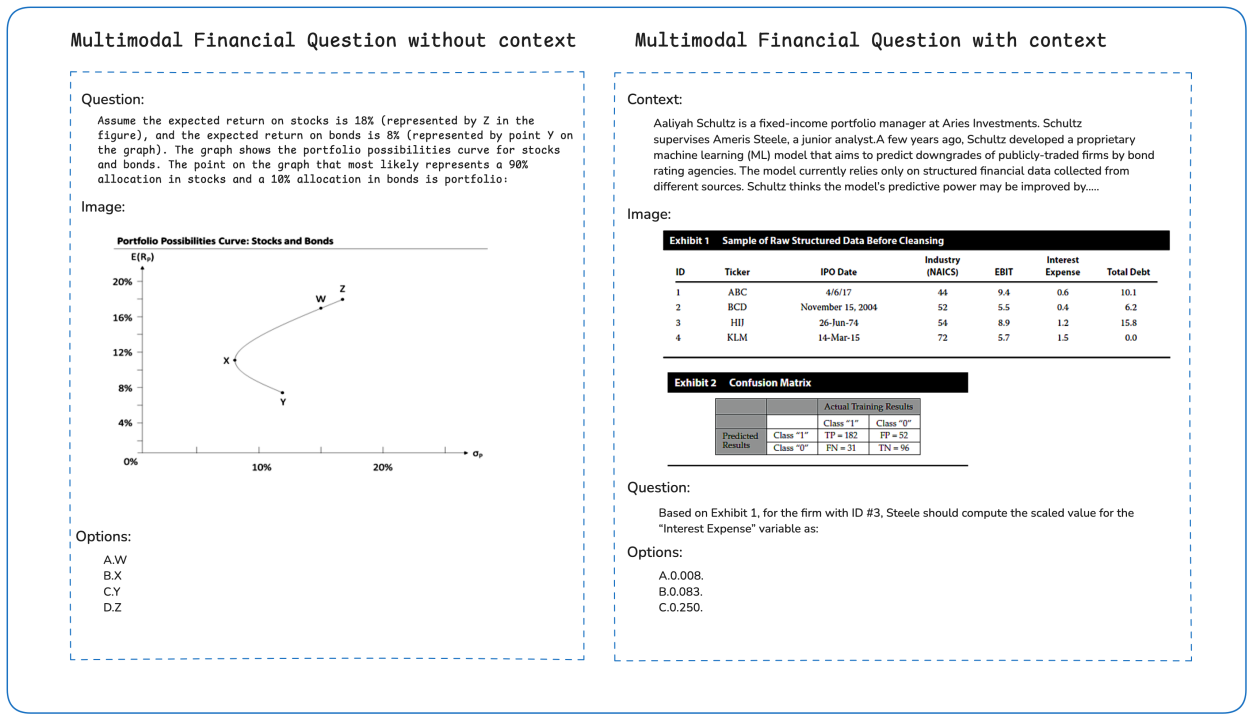 Multimodal Financial Question without context
Question:
Assume the expected return on stocks is 18% (represented by Z in the
figure), and the expected return on bonds is 8% (represented by point Y on
the graph). The graph shows the portfolio possibilities curve for stocks
and bonds. The point on the graph that most likely represents a 90%
allocation in stocks and a 10% allocation in bonds is portfolio:
Image:
Portfolio Possibilities Curve: Stocks and Bonds
E(Rₚ)
20%
16%
12%
8%
4%
0%
10%
20%
σₚ
Z
W
X
Y
Options:
A.W
B.X
C.Y
D.Z
Multimodal Financial Question with context
Context:
Aaliyah Schultz is a fixed-income portfolio manager at Aries Investments. Schultz
supervises Ameris Steele, a junior analyst.A few years ago, Schultz developed a proprietary
machine learning (ML) model that aims to predict downgrades of publicly-traded firms by bond
rating agencies. The model currently relies only on structured financial data collected from
different sources. Schultz thinks the model's predictive power may be improved by.....
Image:
Exhibit 1 Sample of Raw Structured Data Before Cleansing
ID Ticker IPO Date Industry (NAICS) EBIT Interest Expense Total Debt
1 ABC 4/6/17 44 9.4 0.6 10.1
2 BCD November 15, 2004 52 5.5 0.4 6.2
3 HIJ 26-Jun-74 54 8.9 1.2 15.8
4 KLM 14-Mar-15 72 5.7 1.5 0.0
Exhibit 2 Confusion Matrix
Actual Training Results
Class "1" Class "0"
Predicted Results Class "1" TP = 182 FP = 52
Class "0" FN = 31 TN = 96
Question:
Based on Exhibit 1, for the firm with ID #3, Steele should compute the scaled value for the
"Interest Expense" variable as:
Options:
A.0.008.
B.0.083.
C.0.250.